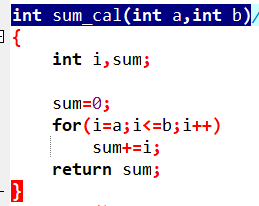 int sum_cal(int a,int b)/
{
int i,sum;
sum=0;
for(i=a;i<=b;i++)
sum+=i;
return sum;
}